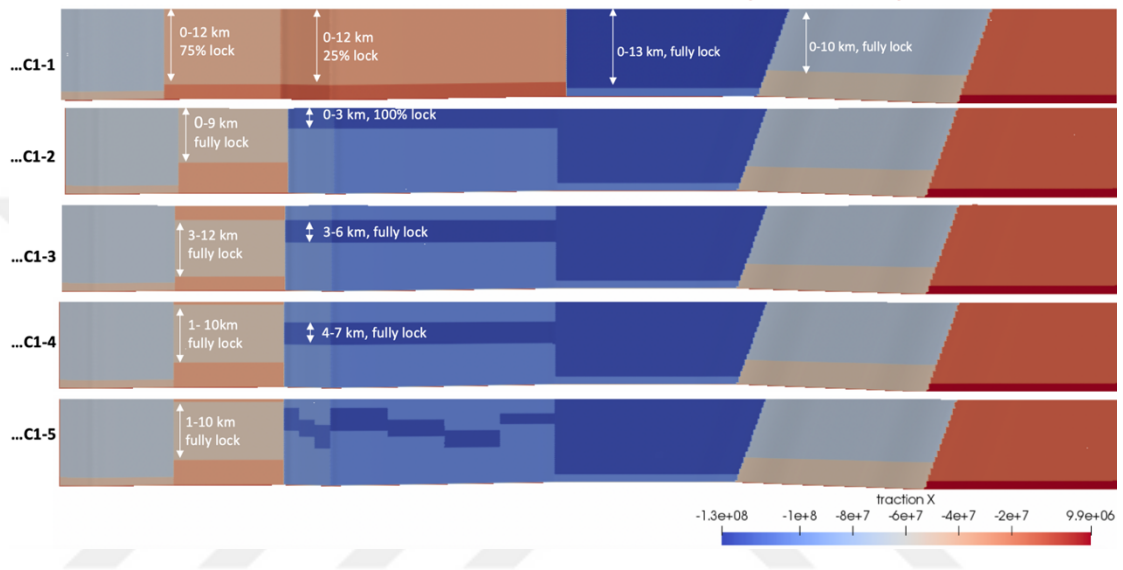 ...C1-1
0-12 km
75% lock
0-12 km
25% lock
0-13 km, fully lock
0-10 km, fully lock
...C1-2
0-9 km
fully lock
0-3 km, 100% lock
...C1-3
3-12 km
fully lock
3-6 km, fully lock
...C1-4
1- 10km
fully lock
4-7 km, fully lock
...C1-5
1-10 km
fully lock
traction X
-1.3e+08 -1e+8 -8e+7 -6e+7 -4e+7 -2e+7 9.9e+06